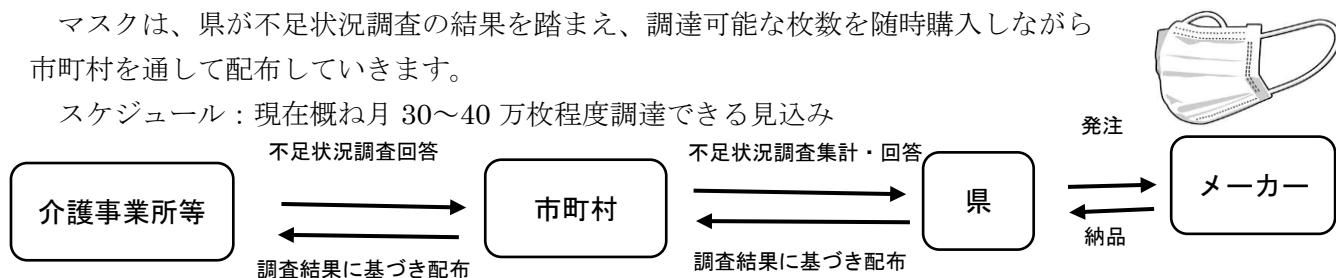 マスクは、県が不足状況調査の結果を踏まえ、調達可能な枚数を随時購入しながら
市町村を通して配布していきます。
スケジュール：現在概ね月 30～40 万枚程度調達できる見込み
不足状況調査回答
不足状況調査集計・回答
発注
介護事業所等
市町村
県
メーカー
調査結果に基づき配布
調査結果に基づき配布
納品